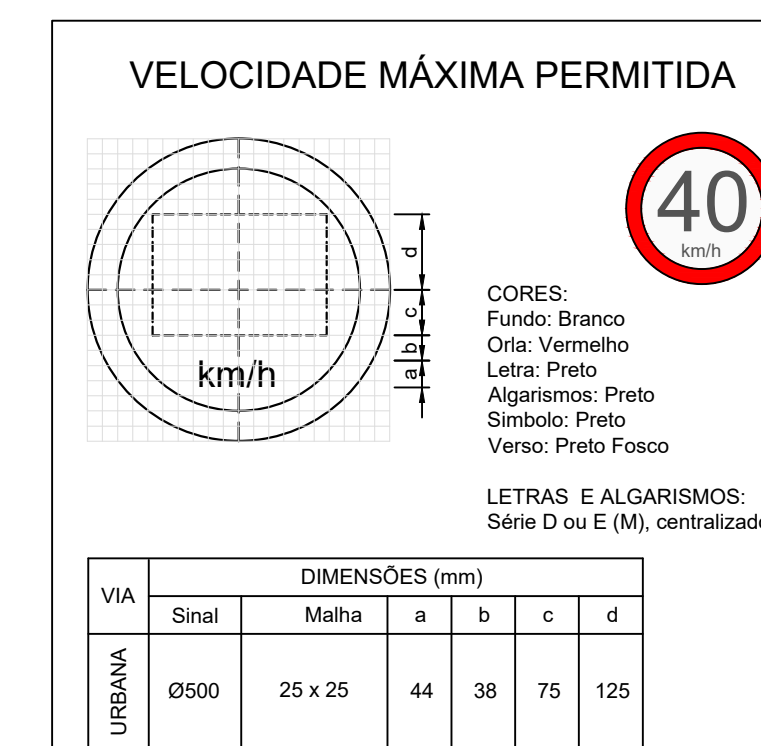 VELOCIDADE MÁXIMA PERMITIDA
40
km/h
d
c
b
a
km/h
CORES:
Fundo: Branco
Orla: Vermelho
Letra: Preto
Algarismos: Preto
Simbolo: Preto
Verso: Preto Fosco
LETRAS E ALGARISMOS:
Série D ou E (M), centralizado
VIA
DIMENSÕES (mm)
Sinal Malha a b c d
URBANA
Ø500 25 x 25 44 38 75 125